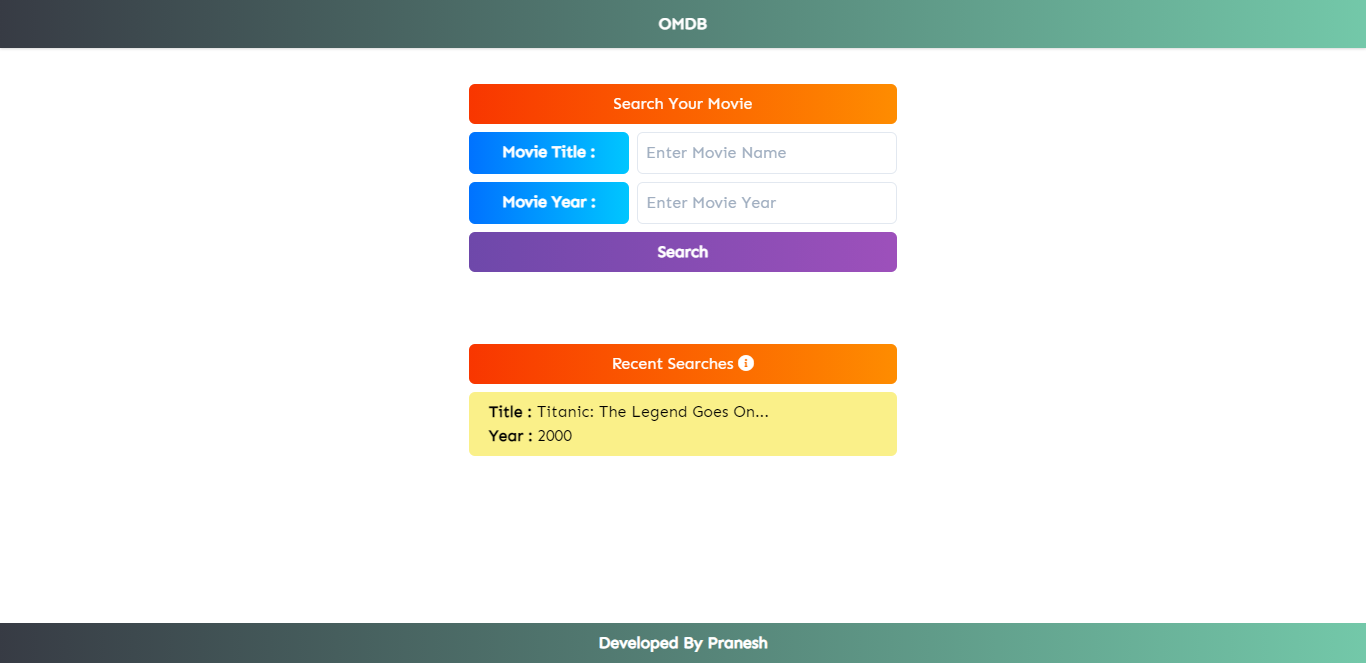 OMDB
Search Your Movie
Movie Title : Enter Movie Name
Movie Year : Enter Movie Year
Search
Recent Searches
Title : Titanic: The Legend Goes On...
Year : 2000
Developed By Pranesh